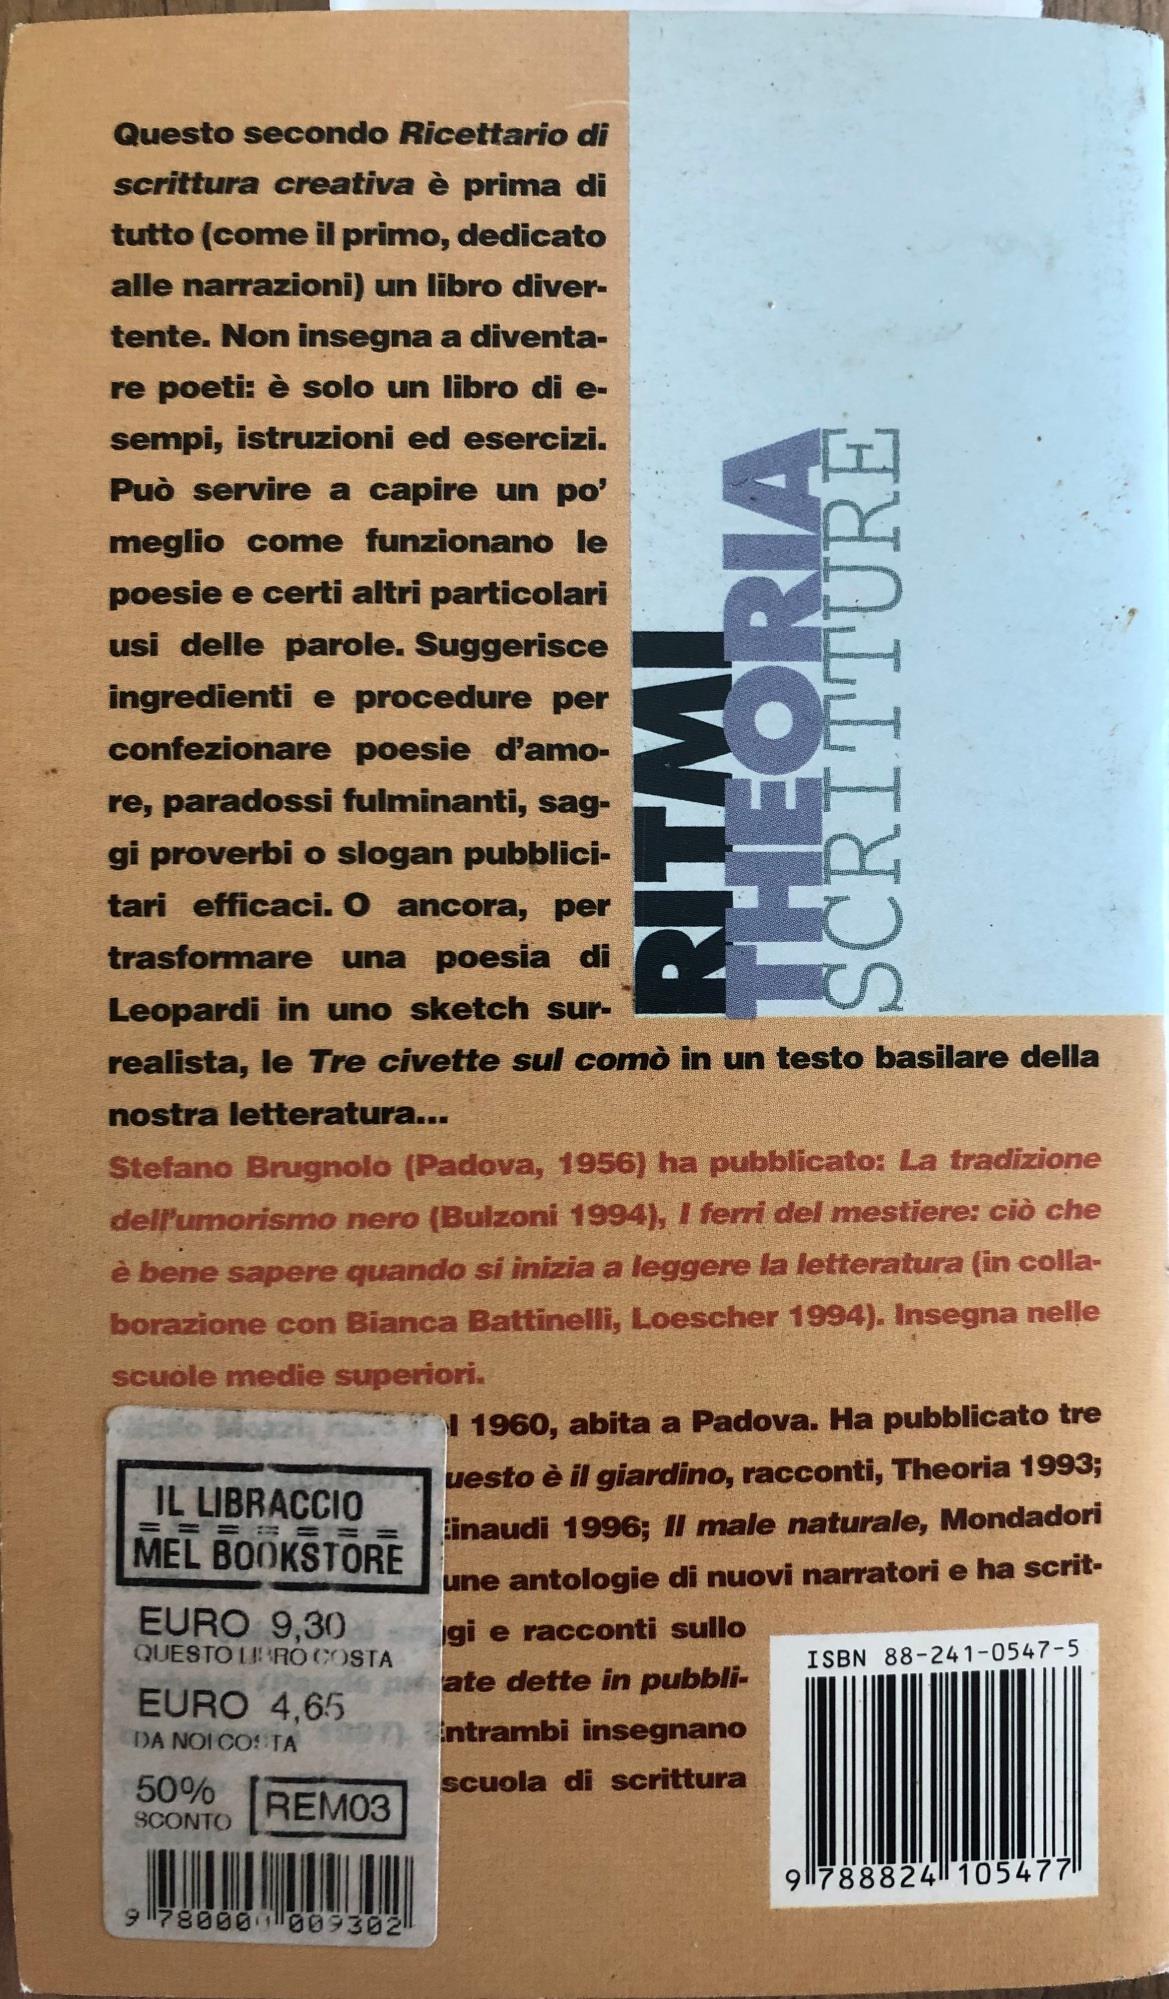 Questo secondo Ricettario di
scrittura creativa è prima di
tutto (come il primo, dedicato
alle narrazioni) un libro diver-
tente. Non insegna a diventa-
re poeti: è solo un libro di e-
sempi, istruzioni ed esercizi.
Può servire a capire un po'
meglio come funzionano le
poesie e certi altri particolari
usi delle parole. Suggerisce
ingredienti e procedure per
confezionare poesie d'amo-
re, paradossi fulminanti, sag-
gi proverbi o slogan pubblici-
tari efficaci. O ancora, per
trasformare una poesia di
Leopardi in uno sketch sur-
realista, le Tre civette sul comò in un testo basilare della
nostra letteratura...
RITMI
THEORIA
SCRITTURE
Stefano Brugnolo (Padova, 1956) ha pubblicato: La tradizione
dell'umorismo nero (Bulzoni 1994), I ferri del mestiere: ciò che
è bene sapere quando si inizia a leggere la letteratura (in colla-
borazione con Bianca Battinelli, Loescher 1994). Insegna nelle
scuole medie superiori.
l 1960, abita a Padova. Ha pubblicato tre
uesto è il giardino, racconti, Theoria 1993;
Einaudi 1996; Il male naturale, Mondadori
une antologie di nuovi narratori e ha scrit-
gi e racconti sullo
ate dette in pubbli-
Entrambi insegnano
scuola di scrittura
IL LIBRACCIO
MEL BOOKSTORE
EURO 9,30
QUESTO LIBRO COSTA
EURO 4,65
DA NOI COSTA
50%
SCONTO
REM03
9 780000 009302
ISBN 88-241-0547-5
9 788824 105477